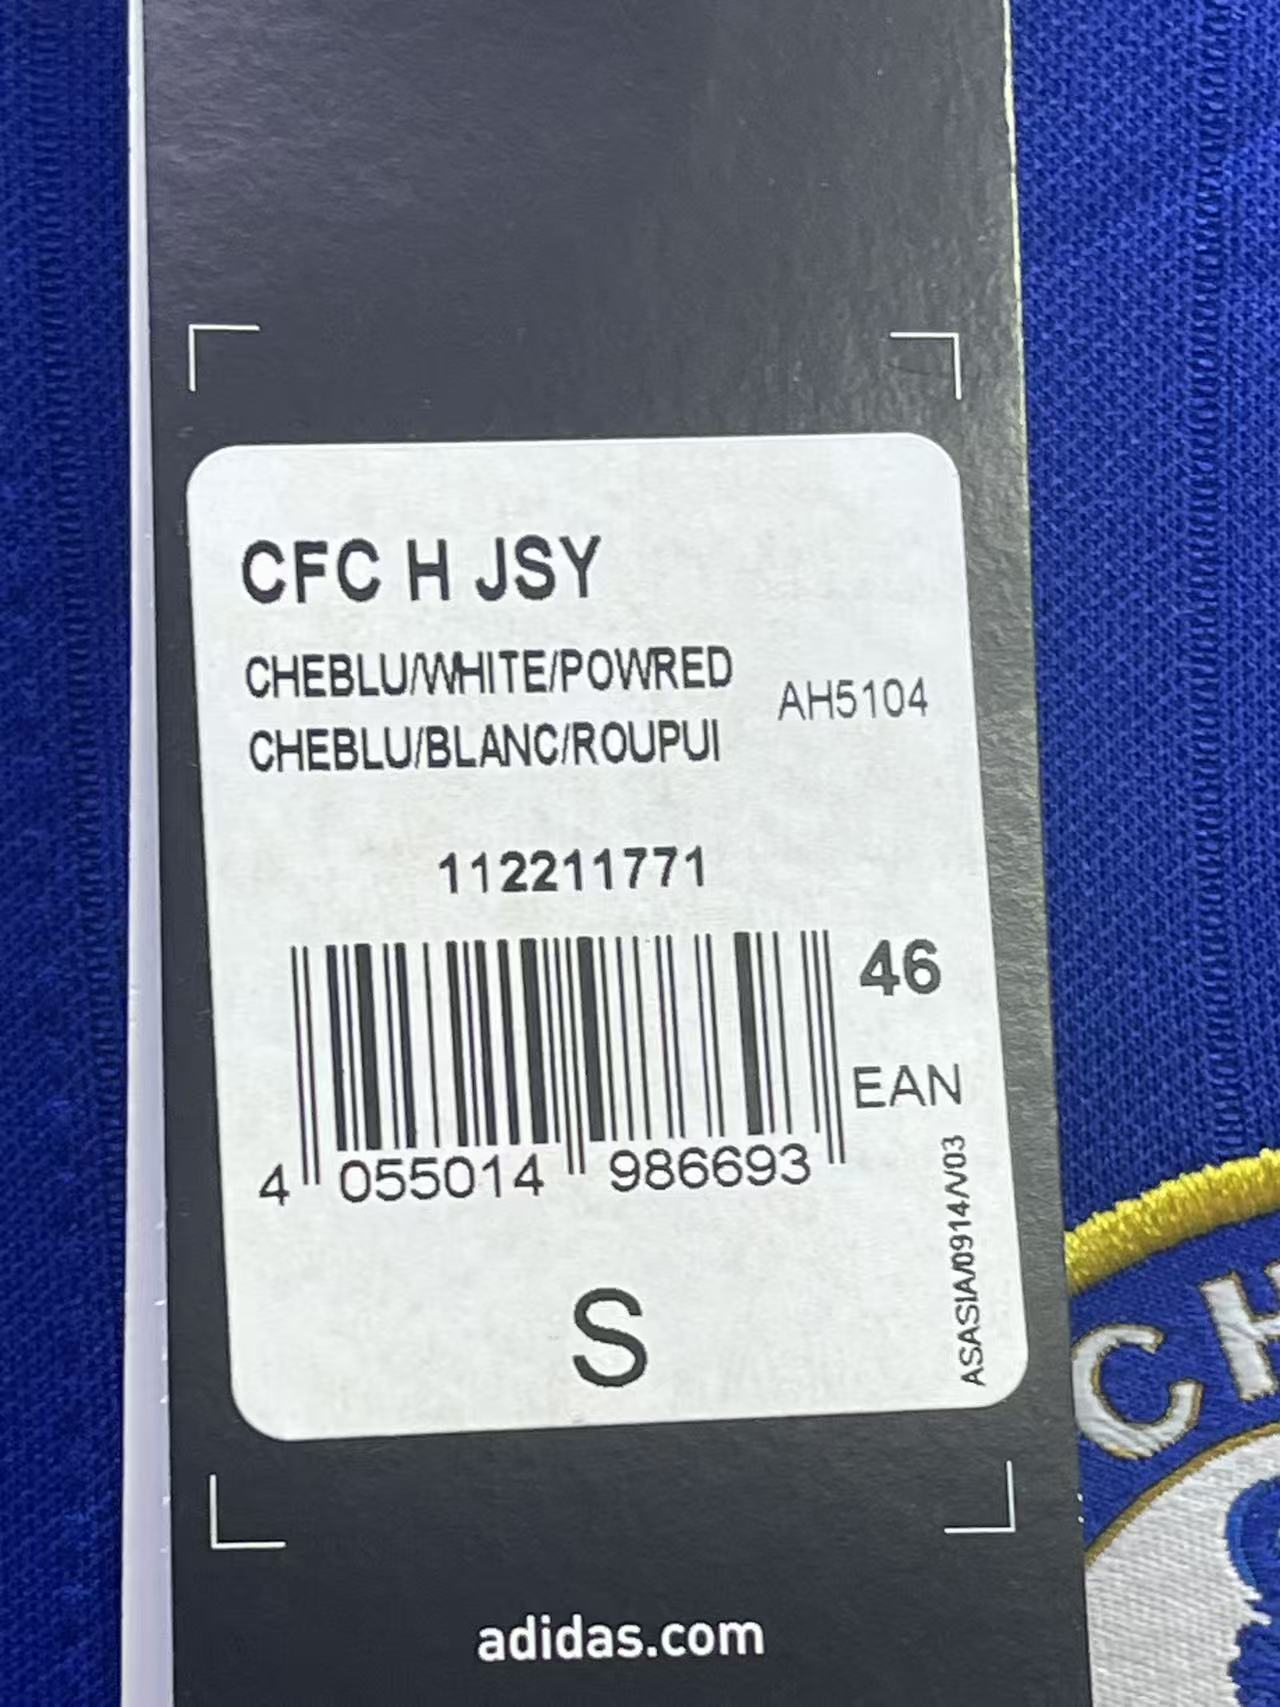 CFC H JSY
CHEBLU/WHITE/POWRED
CHEBLU/BLANC/ROUPUI
AH5104
112211771
46
EAN
4 055014 986693
ASASIA/0914/V03
S
adidas.com
CH